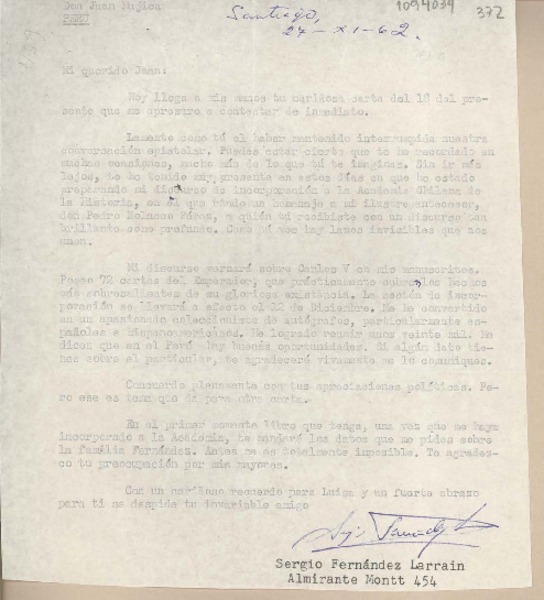 Don Juan Mujica
PERU
Santiago,
27-XI-62.
1094034
372
Mi querido Juan:
Hoy llega a mis manos tu cariñosa carta del 18 del pre-
sente que me apresuro a contestar de inmediato.
Lamento como tú el haber mantenido interrumpida nuestra
conversación epistolar. Puedes estar cierto que te he recordado en
muchas ocasiones, mucho más de lo que tú te imaginas. Sin ir más
lejos, te he tenido muy presente en estos días en que he estado
preparando mi discurso de incorporación a la Academia Chilena de
la Historia, en el que rindo un homenaje a mi ilustre antecesor,
don Pedro Nolasco Pérez, a quién tú recibiste con un discurso tan
brillante como profundo. Como tú ves hay lazos invisibles que nos
unen.
Mi discurso versará sobre Carlos V en mis manuscritos.
Poseo 72 cartas del Emperador, que prácticamente cubren los hechos
más sobresalientes de su gloriosa existencia. La sesión de incor-
poración se llevará a efecto el 22 de Diciembre. Me he convertido
en un apasionado coleccionista de autógrafos, particularmente es-
pañoles e hispanoamericanos. He logrado reunir unos veinte mil. Me
dicen que en el Perú hay buenas oportunidades. Si algún dato tie-
nes sobre el particular, te agradeceré vivamente me lo comuniques.
Concuerdo plenamente con tus apreciaciones políticas. Pe-
ro ese es tema que da para otra carta.
En el primer momento libre que tenga, una vez que me haya
incorporado a la Academia, te mandaré los datos que me pides sobre
la familia Fernández. Antes me es totalmente imposible. Te agradez-
co tu preocupación por mis mayores.
Con un cariñoso recuerdo para Luisa y un fuerte abrazo
para ti se despide tu invariable amigo
Sergio Fernández Larrain
Almirante Montt 454